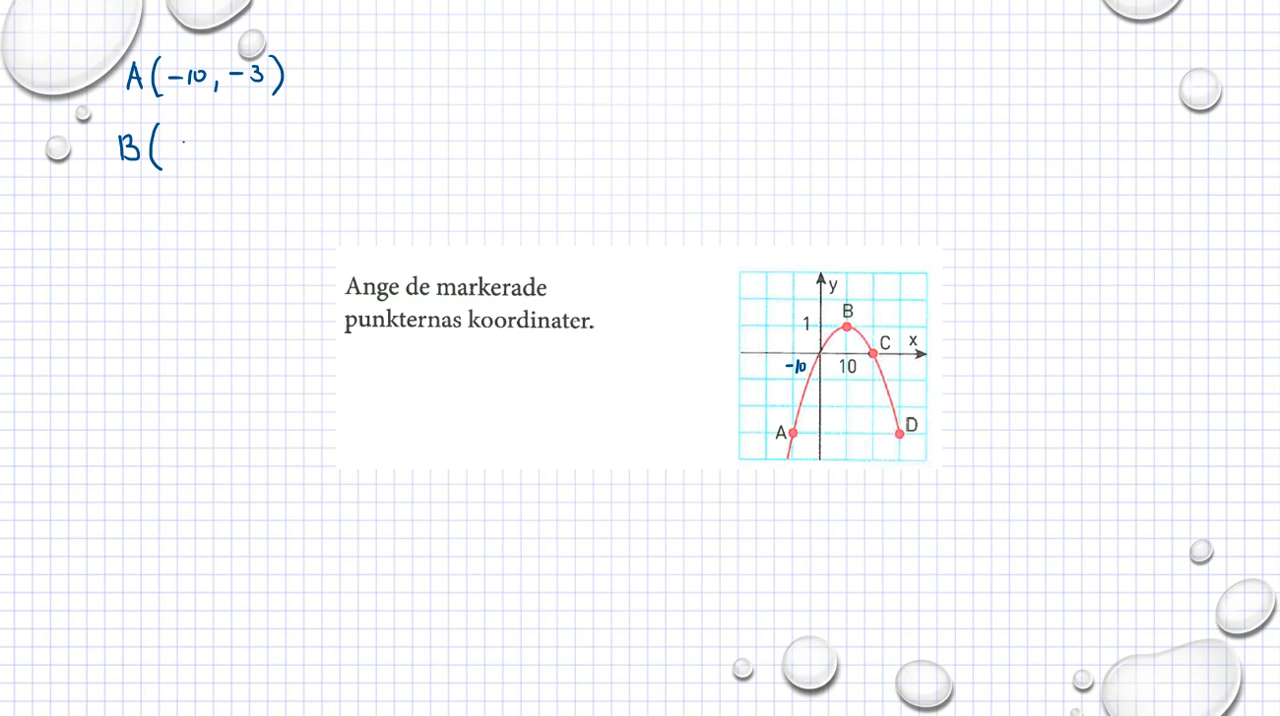 A(-10, -3)
B(
Ange de markerade
punkternas koordinater.
y
B
1
C
x
-10
10
A
D